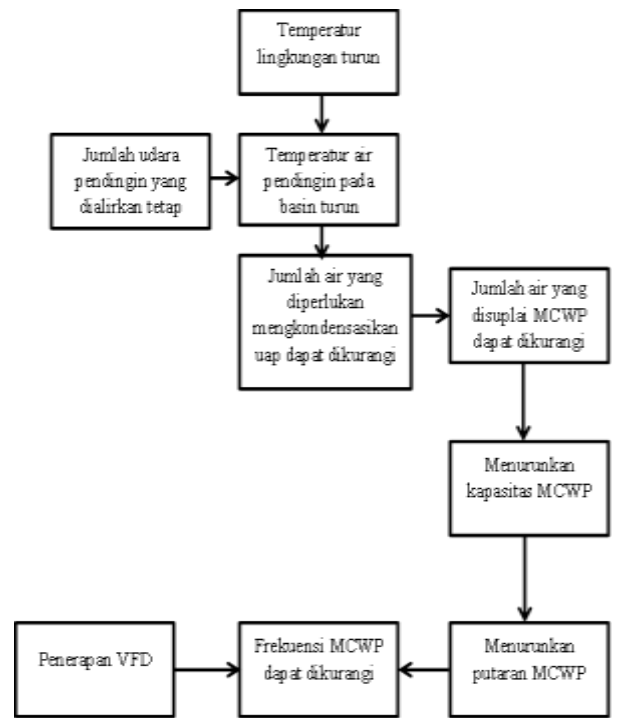 Temperatur
lingkungan turun
Jumlah udara
pendingin yang
dialirkan tetap
Temperatur air
pendingin pada
basin turun
Jumlah air yang
diperlukan
mengkondensasikan
uap dapat dikurangi
Jumlah air yang
disuplai MCWP
dapat dikurangi
Menurunkan
kapasitas MCWP
Menurunkan
putaran MCWP
Frekuensi MCWP
dapat dikurangi
Penerapan VFD